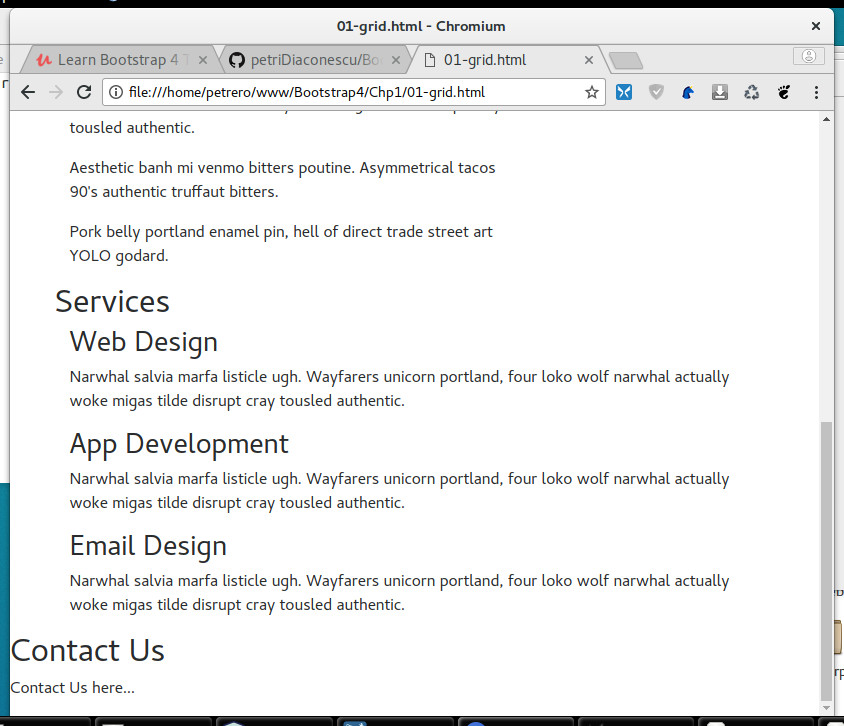 01-grid.html - Chromium
Learn Bootstrap 4 T
petriDiaconescu/Bo
01-grid.html
file:///home/petrero/www/Bootstrap4/Chp1/01-grid.html
tousled authentic.
Aesthetic banh mi venmo bitters poutine. Asymmetrical tacos
90's authentic truffaut bitters.
Pork belly portland enamel pin, hell of direct trade street art
YOLO godard.
Services
Web Design
Narwhal salvia marfa listicle ugh. Wayfarers unicorn portland, four loko wolf narwhal actually
woke migas tilde disrupt cray tousled authentic.
App Development
Narwhal salvia marfa listicle ugh. Wayfarers unicorn portland, four loko wolf narwhal actually
woke migas tilde disrupt cray tousled authentic.
Email Design
Narwhal salvia marfa listicle ugh. Wayfarers unicorn portland, four loko wolf narwhal actually
woke migas tilde disrupt cray tousled authentic.
Contact Us
Contact Us here...